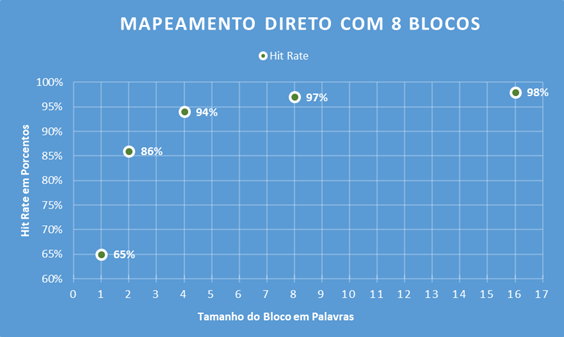 MAPEAMENTO DIRETO COM 8 BLOCOS
Hit Rate
Hit Rate em Porcentos
100%
95%
90%
85%
80%
75%
70%
65%
60%
65%
86%
94%
97%
98%
0 1 2 3 4 5 6 7 8 9 10 11 12 13 14 15 16 17
Tamanho do Bloco em Palavras